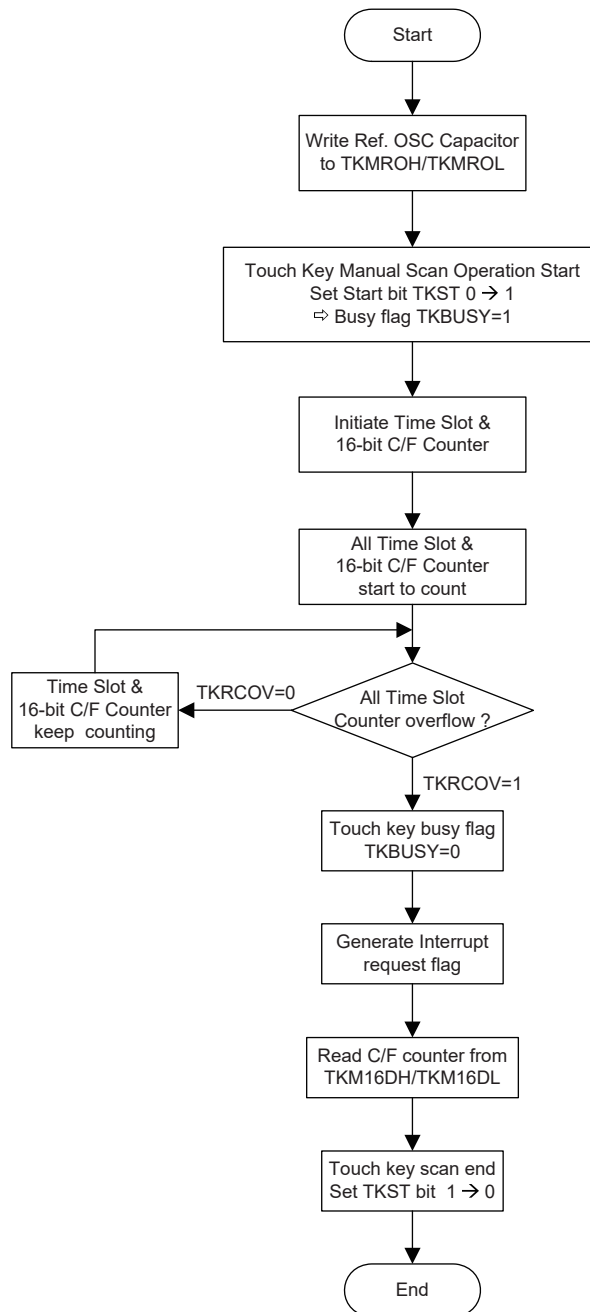 Start
Write Ref. OSC Capacitor
to TKMROH/TKMROL
Touch Key Manual Scan Operation Start
Set Start bit TKST 0 → 1
⇨ Busy flag TKBUSY=1
Initiate Time Slot &
16-bit C/F Counter
All Time Slot &
16-bit C/F Counter
start to count
Time Slot &
16-bit C/F Counter
keep counting
TKRCOV=0
All Time Slot
Counter overflow ?
TKRCOV=1
Touch key busy flag
TKBUSY=0
Generate Interrupt
request flag
Read C/F counter from
TKM16DH/TKM16DL
Touch key scan end
Set TKST bit 1 → 0
End